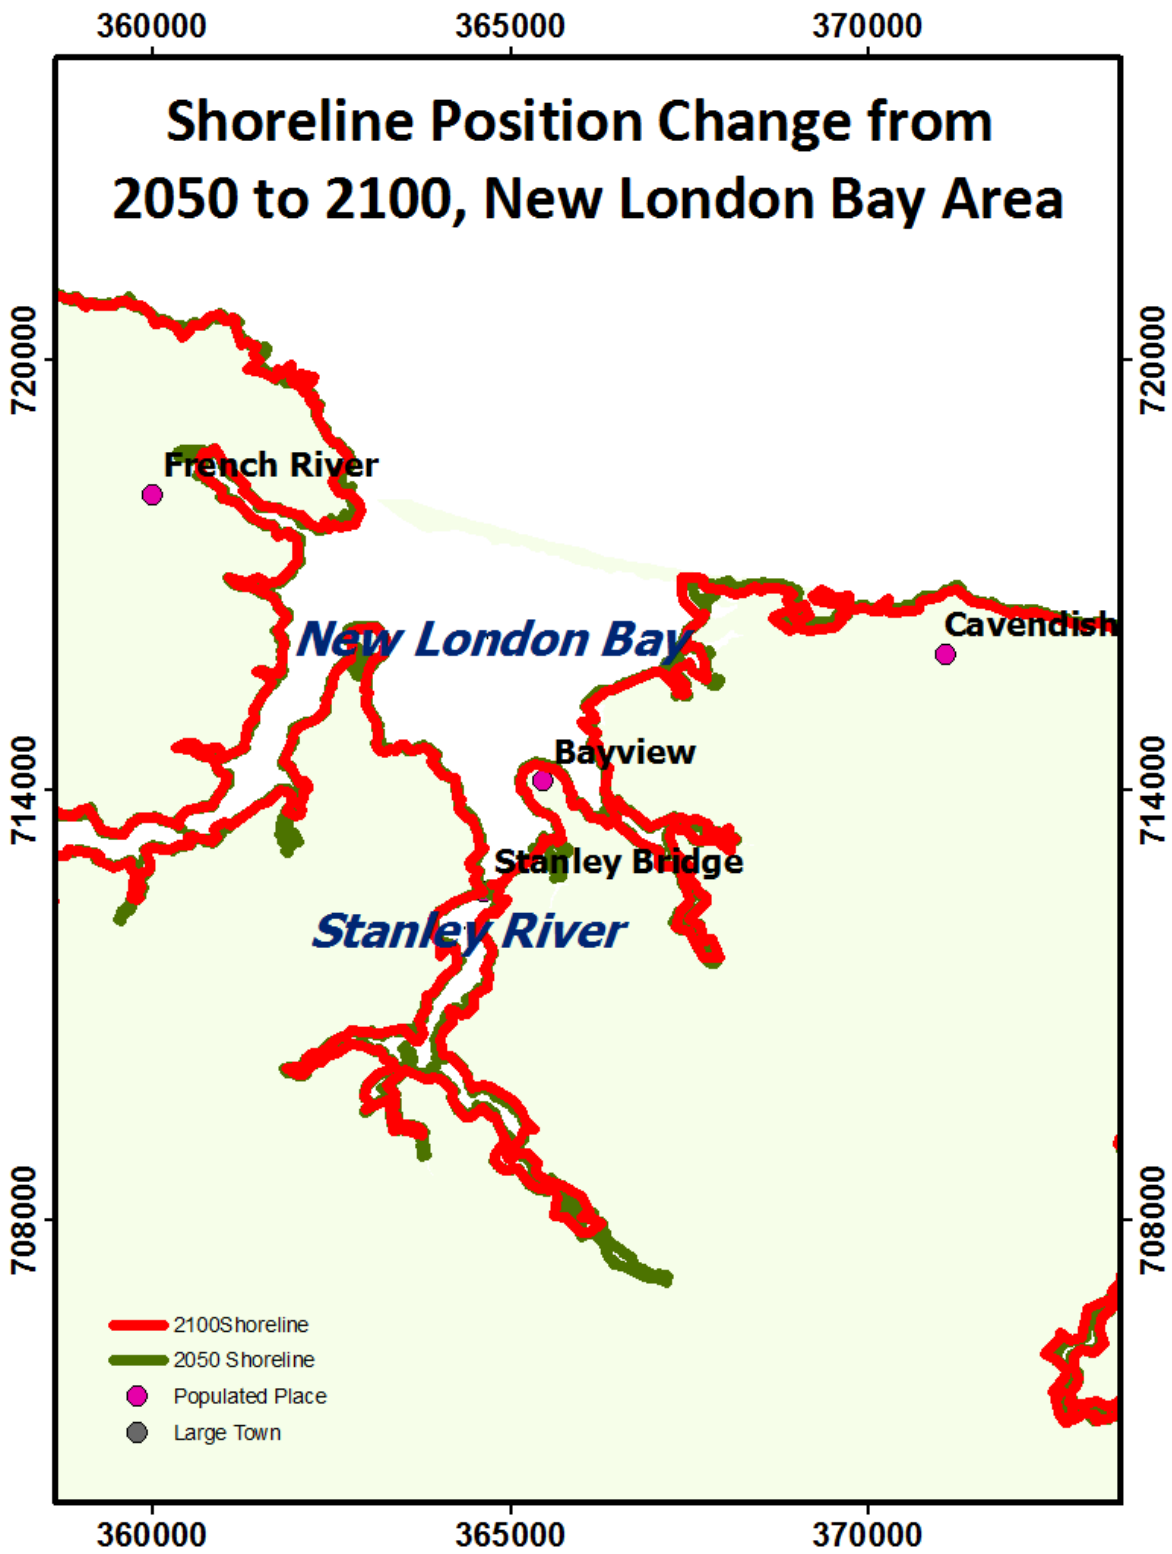 360000 365000 370000
Shoreline Position Change from
2050 to 2100, New London Bay Area
720000 720000
French River
Cavendish
New London Bay
Bayview
714000 714000
Stanley Bridge
Stanley River
708000 708000
2100Shoreline
2050 Shoreline
Populated Place
Large Town
360000 365000 370000